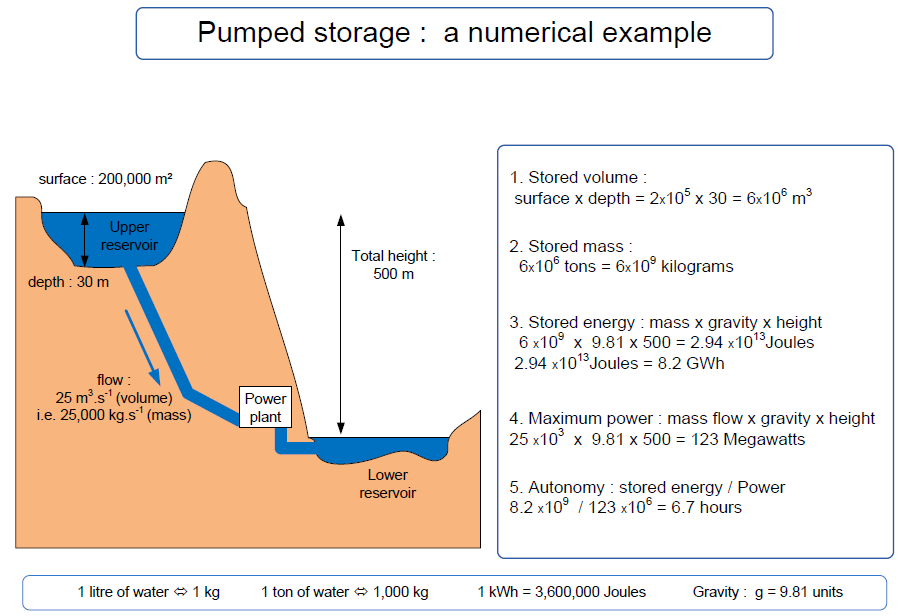 Pumped storage :  a numerical example
surface : 200,000 m²
Upper
reservoir
depth : 30 m
Total height :
500 m
flow :
25 m³.s⁻¹ (volume)
i.e. 25,000 kg.s⁻¹ (mass)
Power
plant
Lower
reservoir
1. Stored volume :
surface x depth = 2x10⁵ x 30 = 6x10⁶ m³
2. Stored mass :
6x10⁶ tons = 6x10⁹ kilograms
3. Stored energy : mass x gravity x height
6 x10⁹  x  9.81 x 500 = 2.94 x10¹³Joules
2.94 x10¹³Joules = 8.2 GWh
4. Maximum power : mass flow x gravity x height
25 x10³  x  9.81 x 500 = 123 Megawatts
5. Autonomy : stored energy / Power
8.2 x10⁹  / 123 x10⁶ = 6.7 hours
1 litre of water ⇔ 1 kg
1 ton of water ⇔ 1,000 kg
1 kWh = 3,600,000 Joules
Gravity :  g = 9.81 units